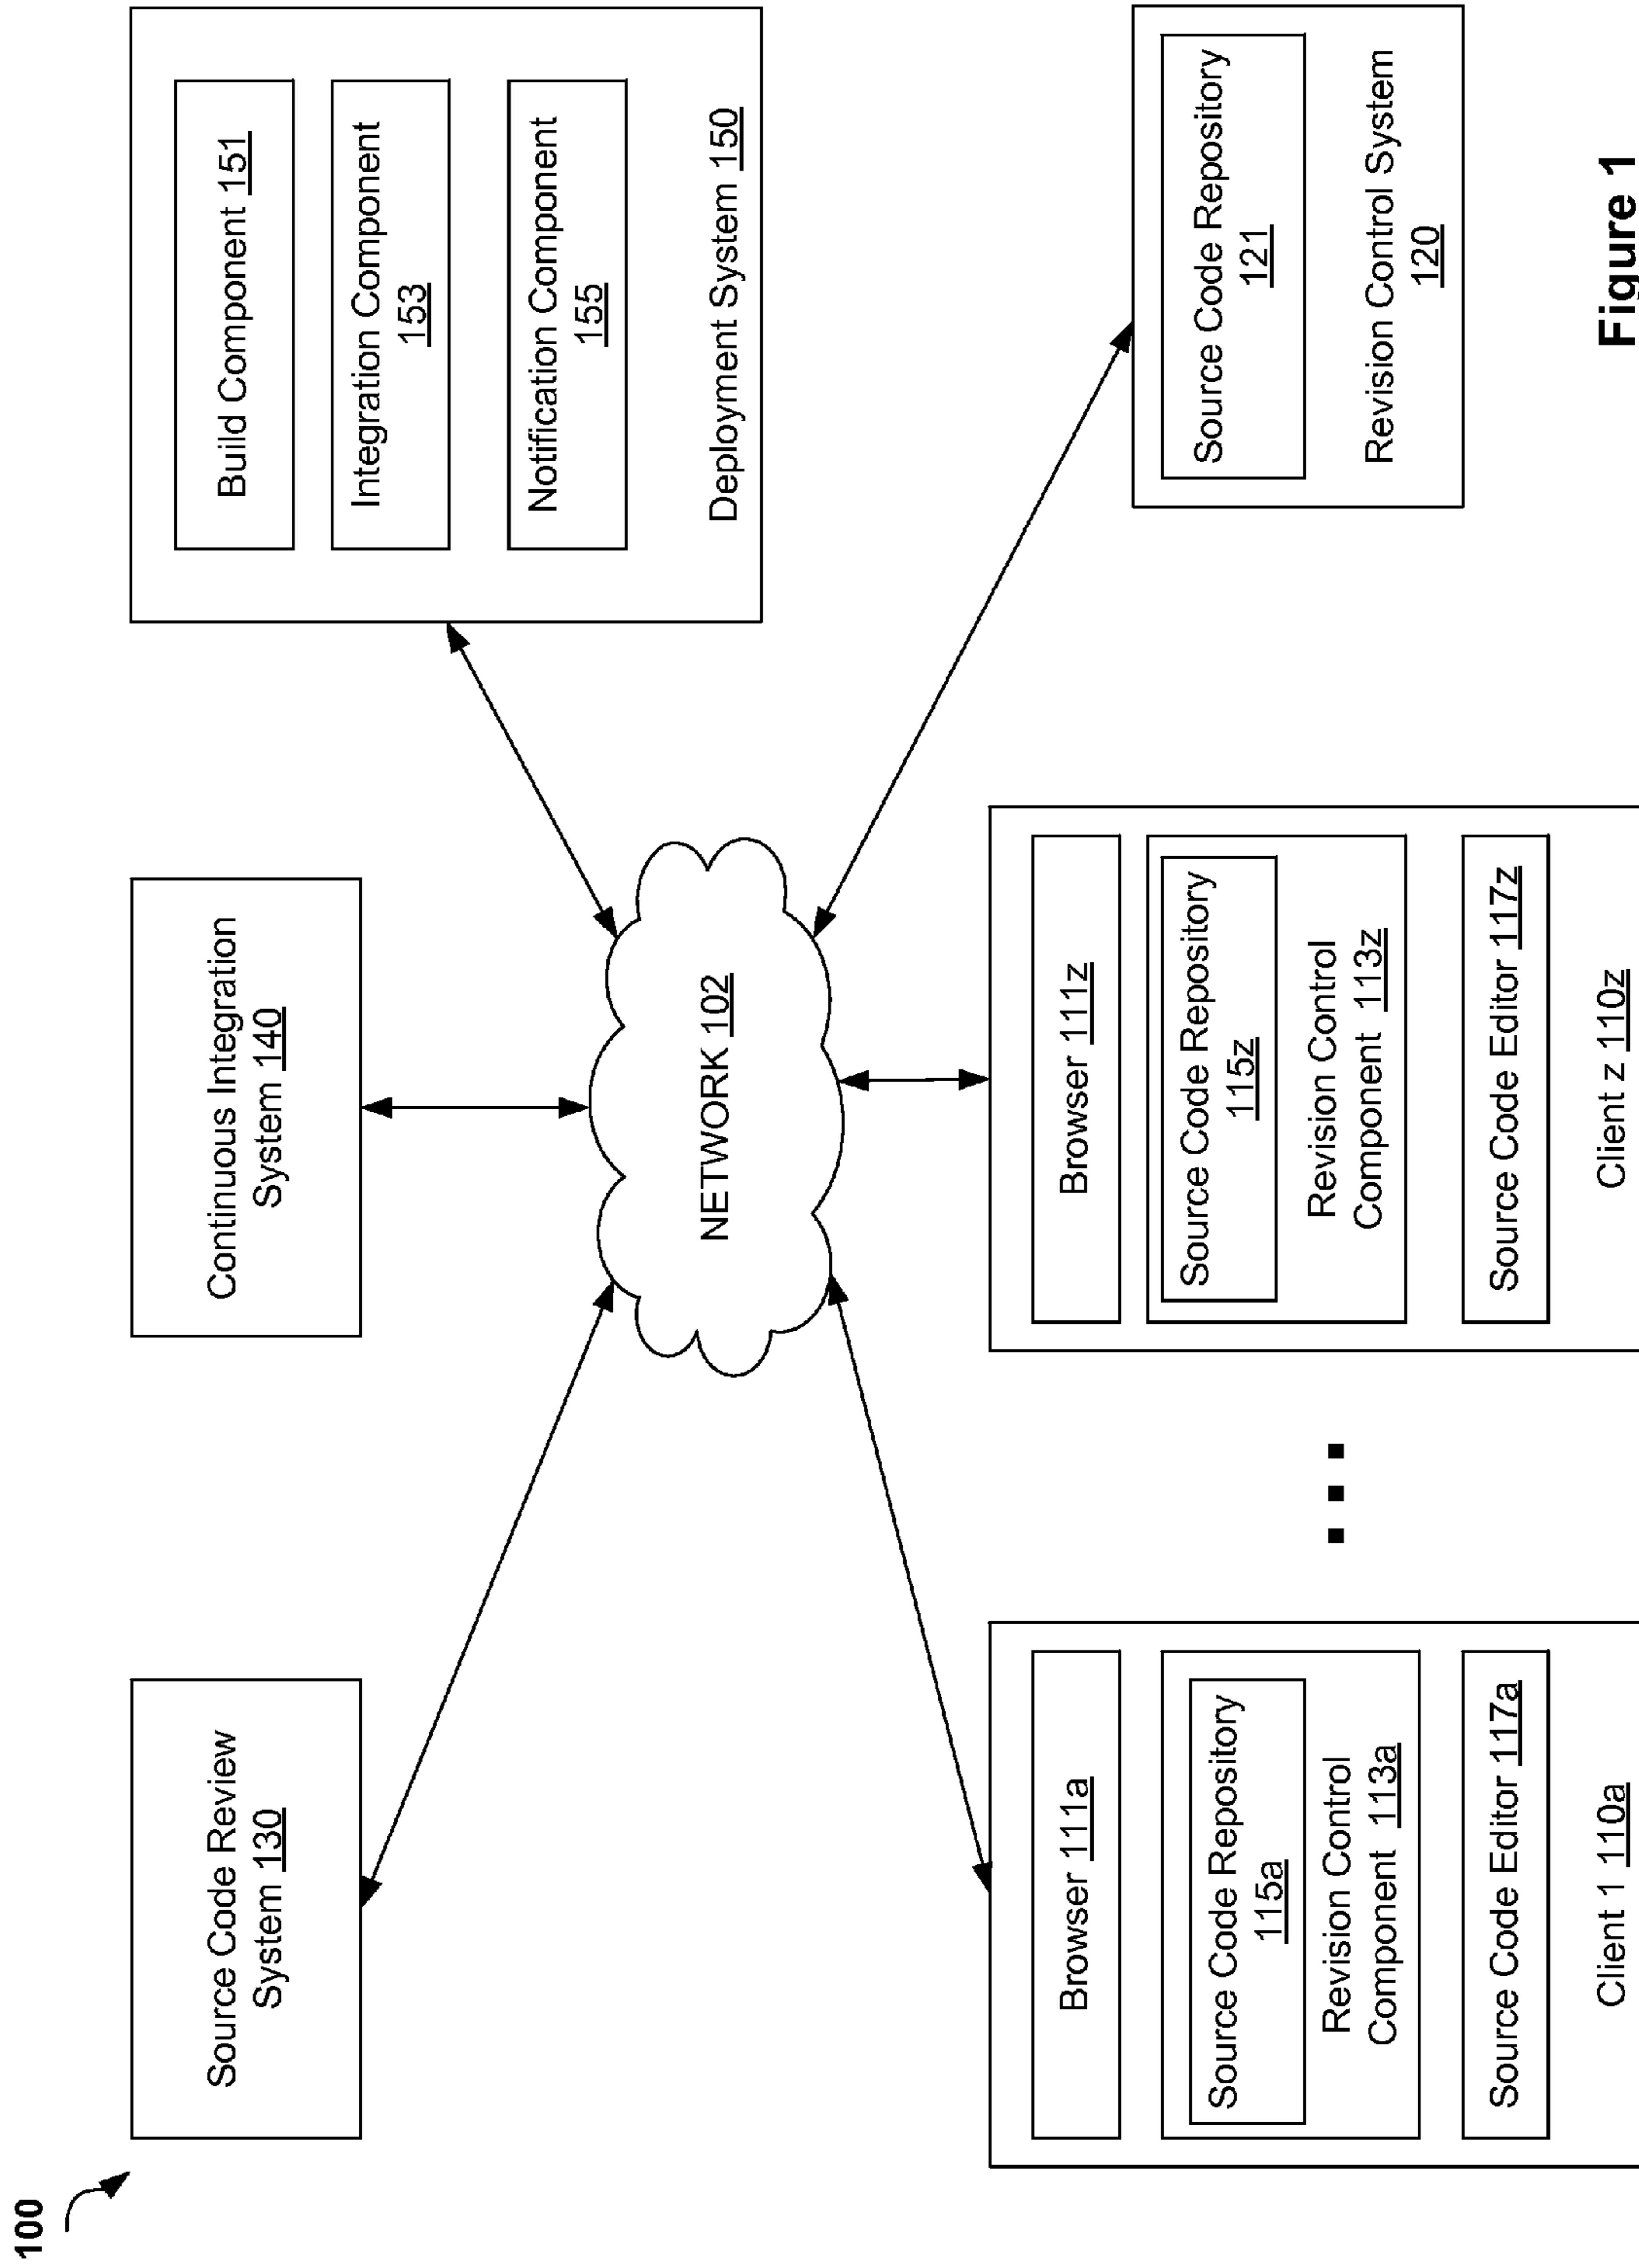 100
Source Code Review
System 130
Continuous Integration
System 140
Build Component 151
Integration Component
153
Notification Component
155
Deployment System 150
NETWORK 102
Browser 111a
Source Code Repository
115a
Revision Control
Component 113a
Source Code Editor 117a
Client 1 110a
. . .
Browser 111z
Source Code Repository
115z
Revision Control
Component 113z
Source Code Editor 117z
Client z 110z
Source Code Repository
121
Revision Control System
120
Figure 1